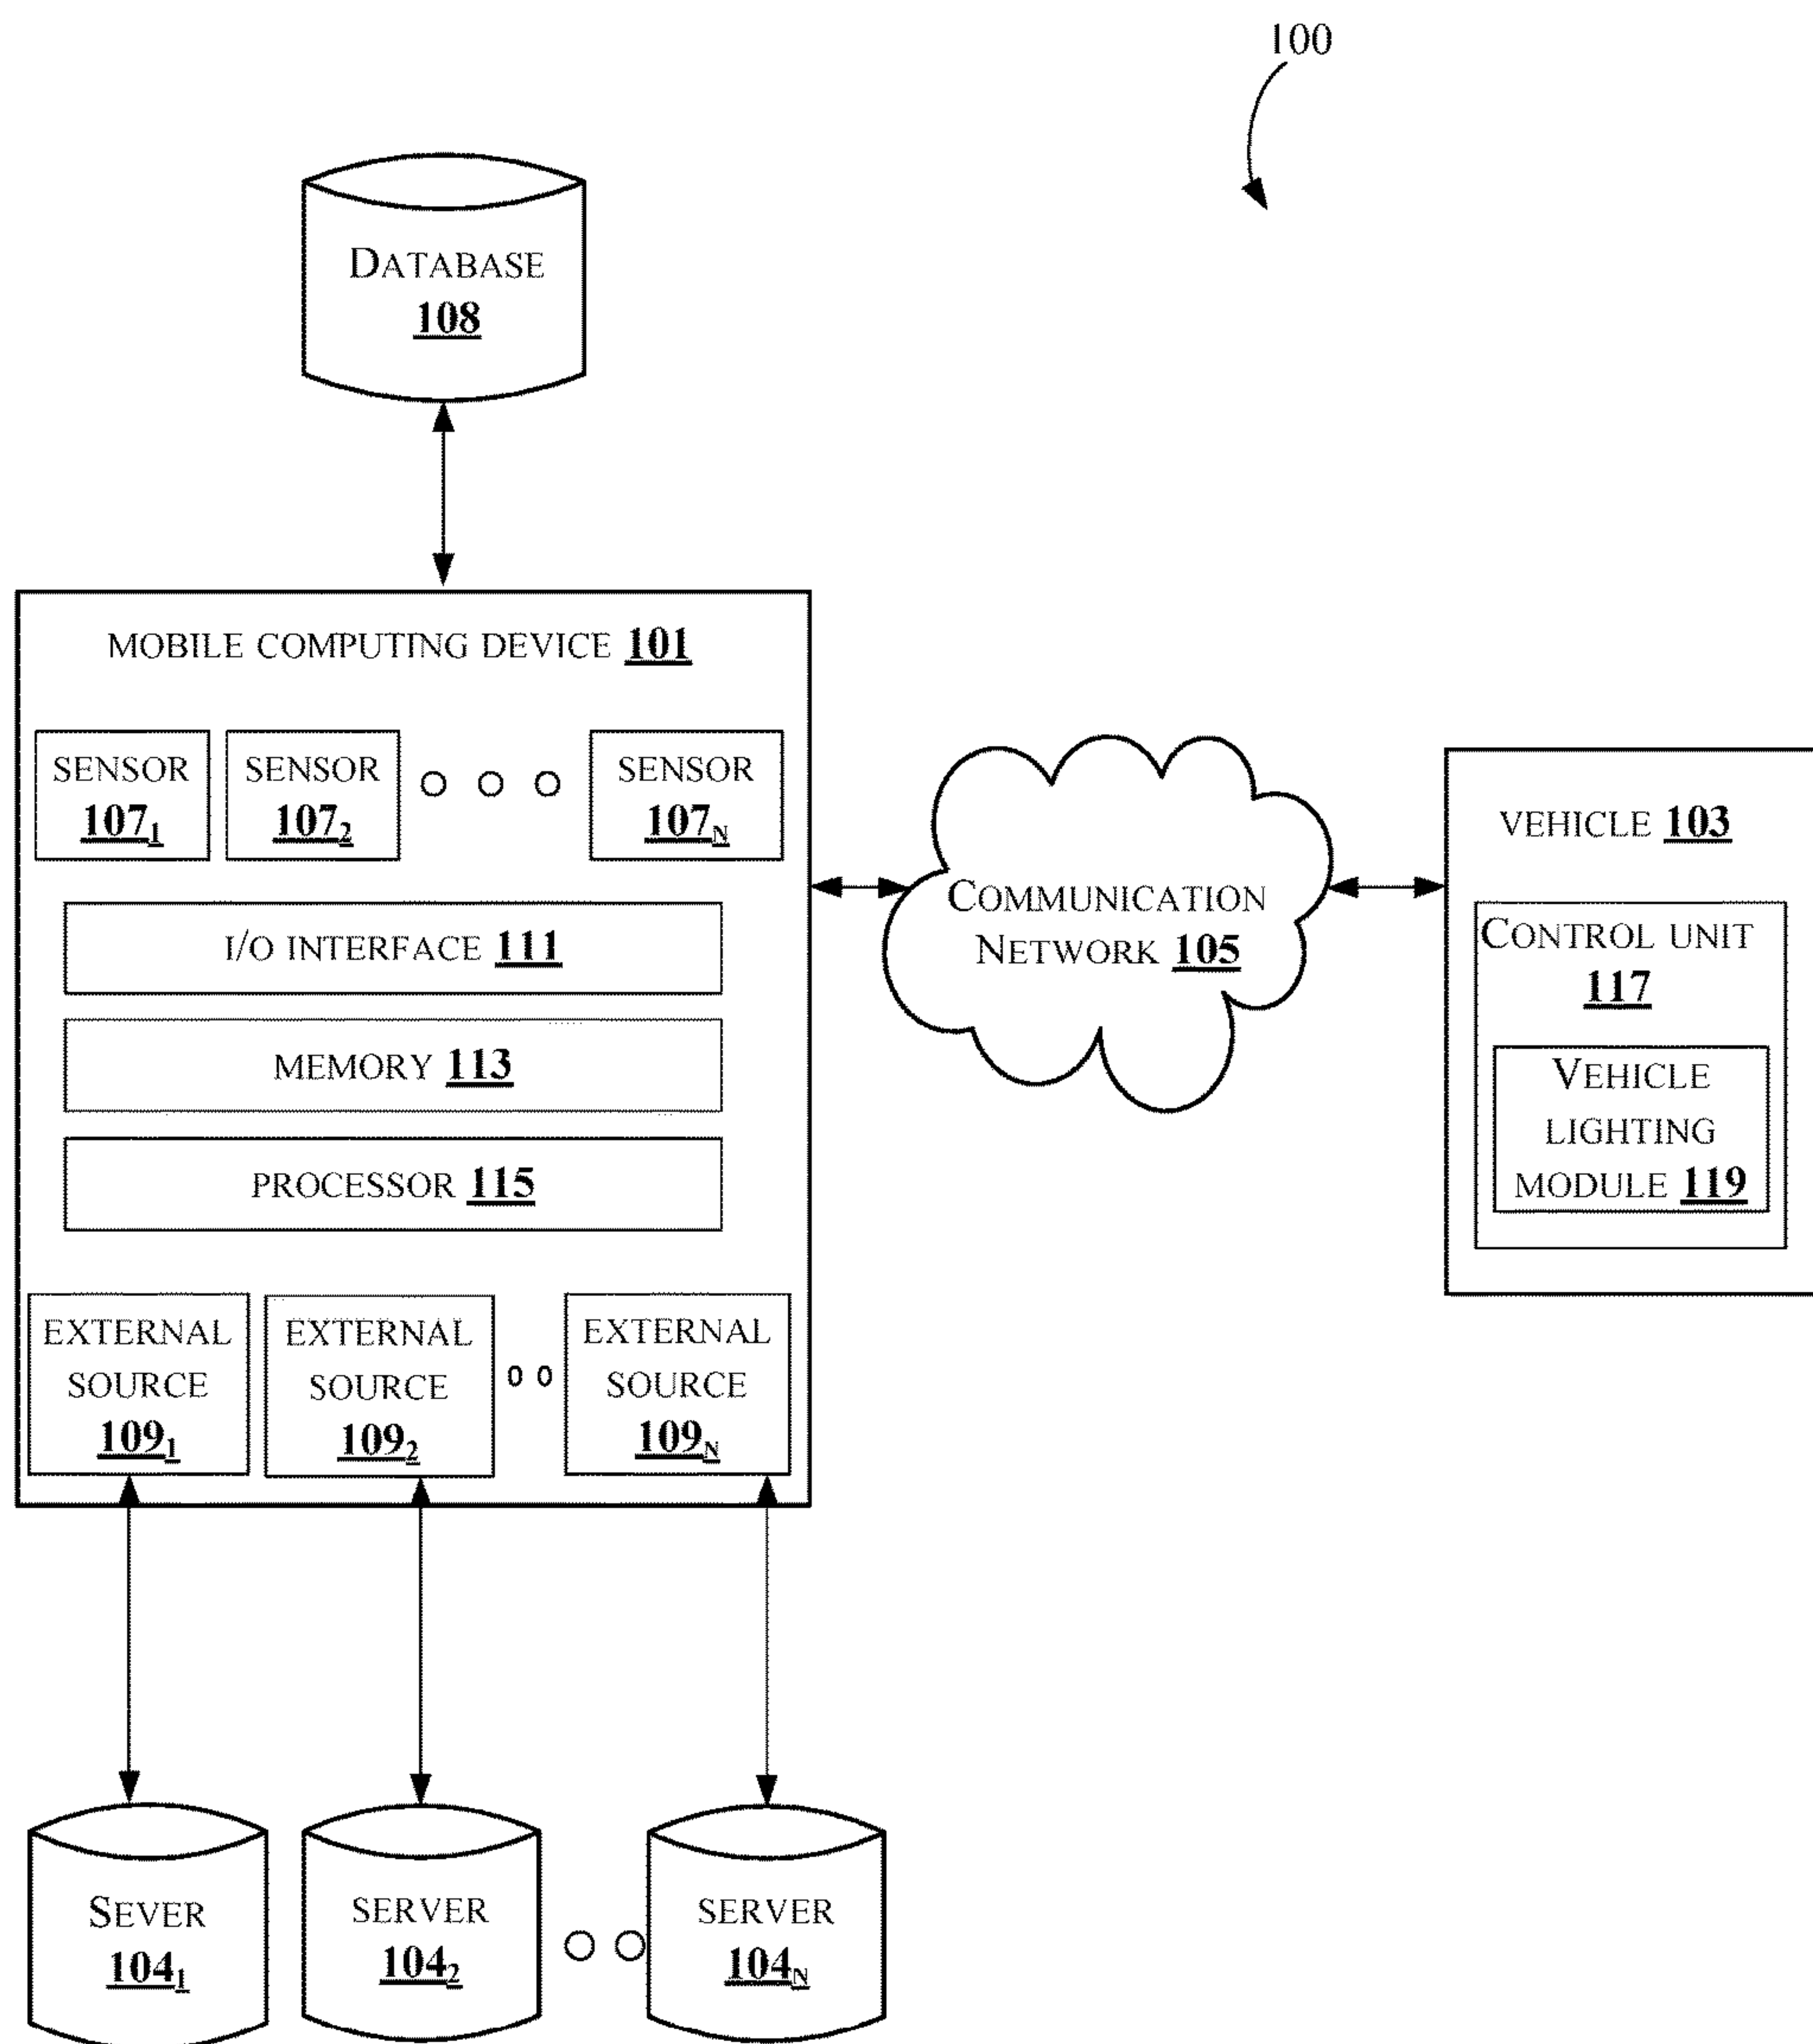 100
DATABASE
108
MOBILE COMPUTING DEVICE 101
SENSOR
107₁
SENSOR
107₂
SENSOR
107N
I/O INTERFACE 111
MEMORY 113
PROCESSOR 115
EXTERNAL
SOURCE
109₁
EXTERNAL
SOURCE
109₂
EXTERNAL
SOURCE
109N
COMMUNICATION
NETWORK 105
VEHICLE 103
CONTROL UNIT
117
VEHICLE
LIGHTING
MODULE 119
SEVER
104₁
SERVER
104₂
SERVER
104N